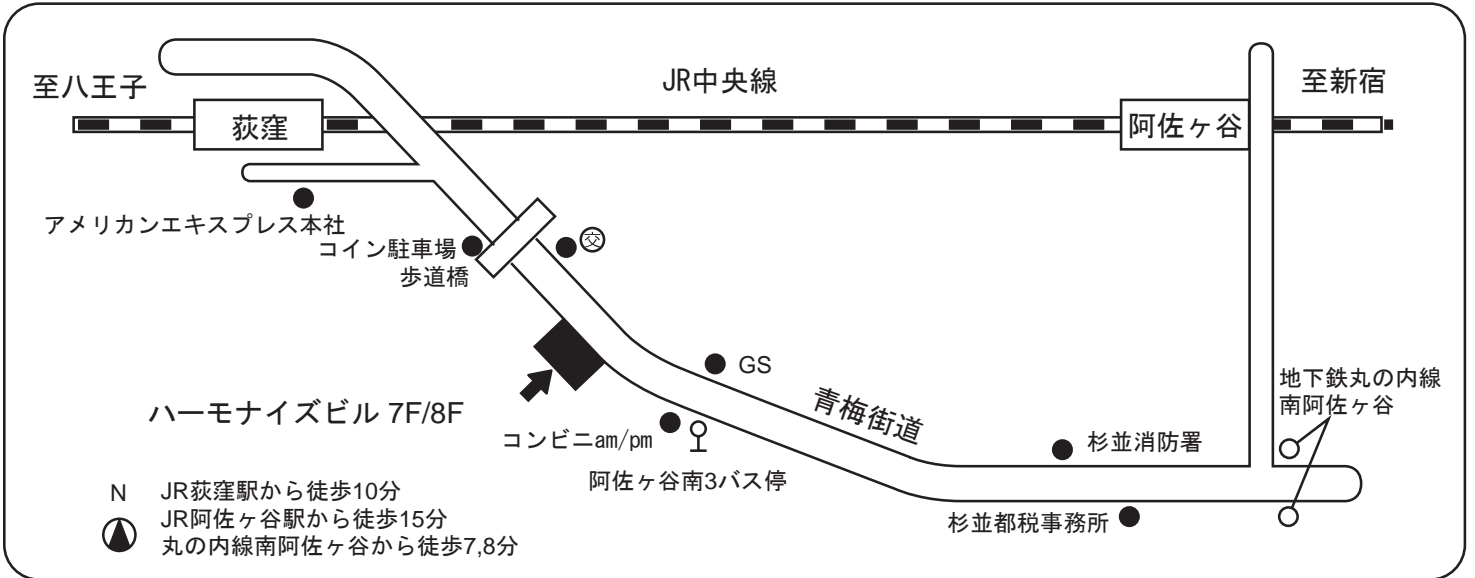 至八王子
JR中央線
至新宿
荻窪
阿佐ヶ谷
アメリカンエキスプレス本社
コイン駐車場
歩道橋
交
GS
青梅街道
地下鉄丸の内線
南阿佐ヶ谷
ハーモナイズビル 7F/8F
コンビニam/pm
杉並消防署
阿佐ヶ谷南3バス停
杉並都税事務所
N
JR荻窪駅から徒歩10分
JR阿佐ヶ谷駅から徒歩15分
丸の内線南阿佐ヶ谷から徒歩7,8分